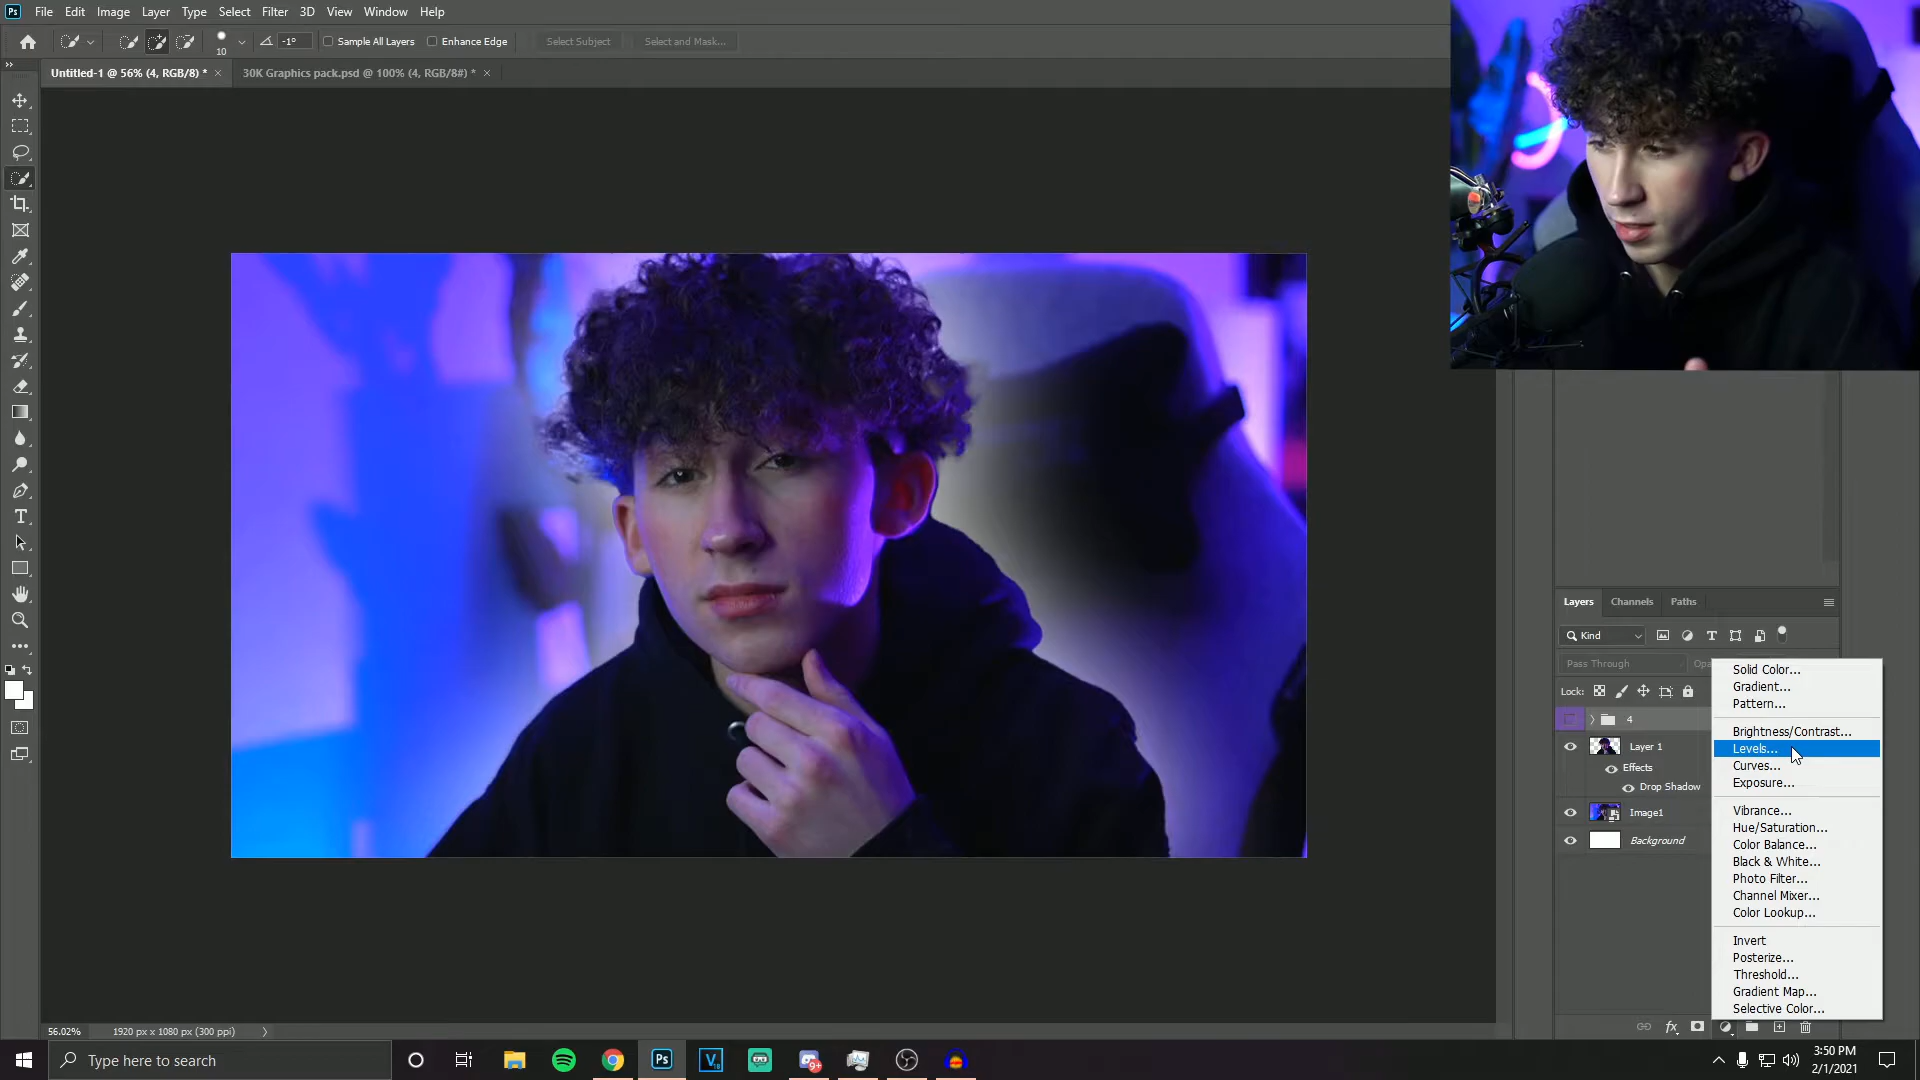 Ps File Edit Image Layer Type Select Filter 3D View Window Help
10 -1° Sample All Layers Enhance Edge Select Subject Select and Mask...
Untitled-1 @ 56% (4, RGB/8) * × 30K Graphics pack.psd @ 100% (4, RGB/8#) * ×
Layers Channels Paths
Kind
Pass Through
Lock:
4
Layer 1
Effects
Drop Shadow
Image1
Background
Solid Color...
Gradient...
Pattern...
Brightness/Contrast...
Levels...
Curves...
Exposure...
Vibrance...
Hue/Saturation...
Color Balance...
Black & White...
Photo Filter...
Channel Mixer...
Color Lookup...
Invert
Posterize...
Threshold...
Gradient Map...
Selective Color...
56.02% 1920 px x 1080 px (300 ppi)
Type here to search
Ps
3:50 PM
2/1/2021